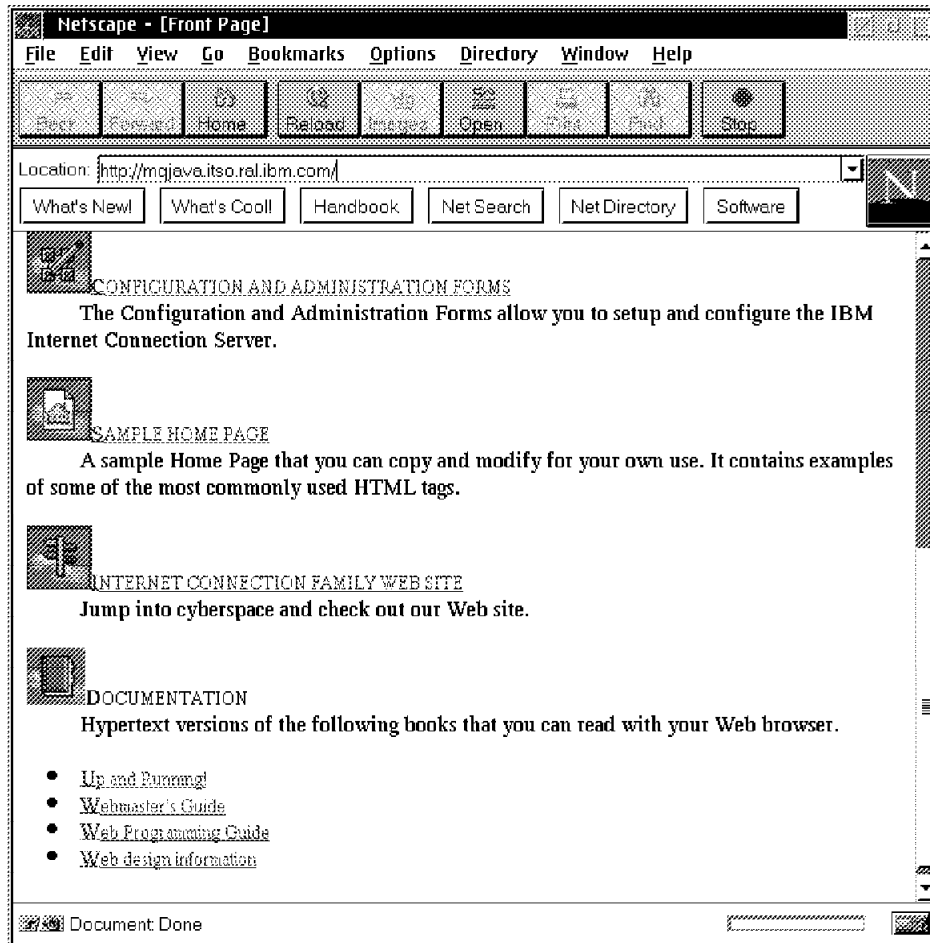 Netscape - [Front Page]
File Edit View Go Bookmarks Options Directory Window Help
Back Forward Home Reload Images Open Print Find Stop
Location: http://mqjava.itso.ral.ibm.com/
What's New! What's Cool! Handbook Net Search Net Directory Software
N
CONFIGURATION AND ADMINISTRATION FORMS
The Configuration and Administration Forms allow you to setup and configure the IBM
Internet Connection Server.
SAMPLE HOME PAGE
A sample Home Page that you can copy and modify for your own use. It contains examples
of some of the most commonly used HTML tags.
INTERNET CONNECTION FAMILY WEB SITE
Jump into cyberspace and check out our Web site.
DOCUMENTATION
Hypertext versions of the following books that you can read with your Web browser.
• Up and Running!
• Webmaster's Guide
• Web Programming Guide
• Web design information
Document: Done